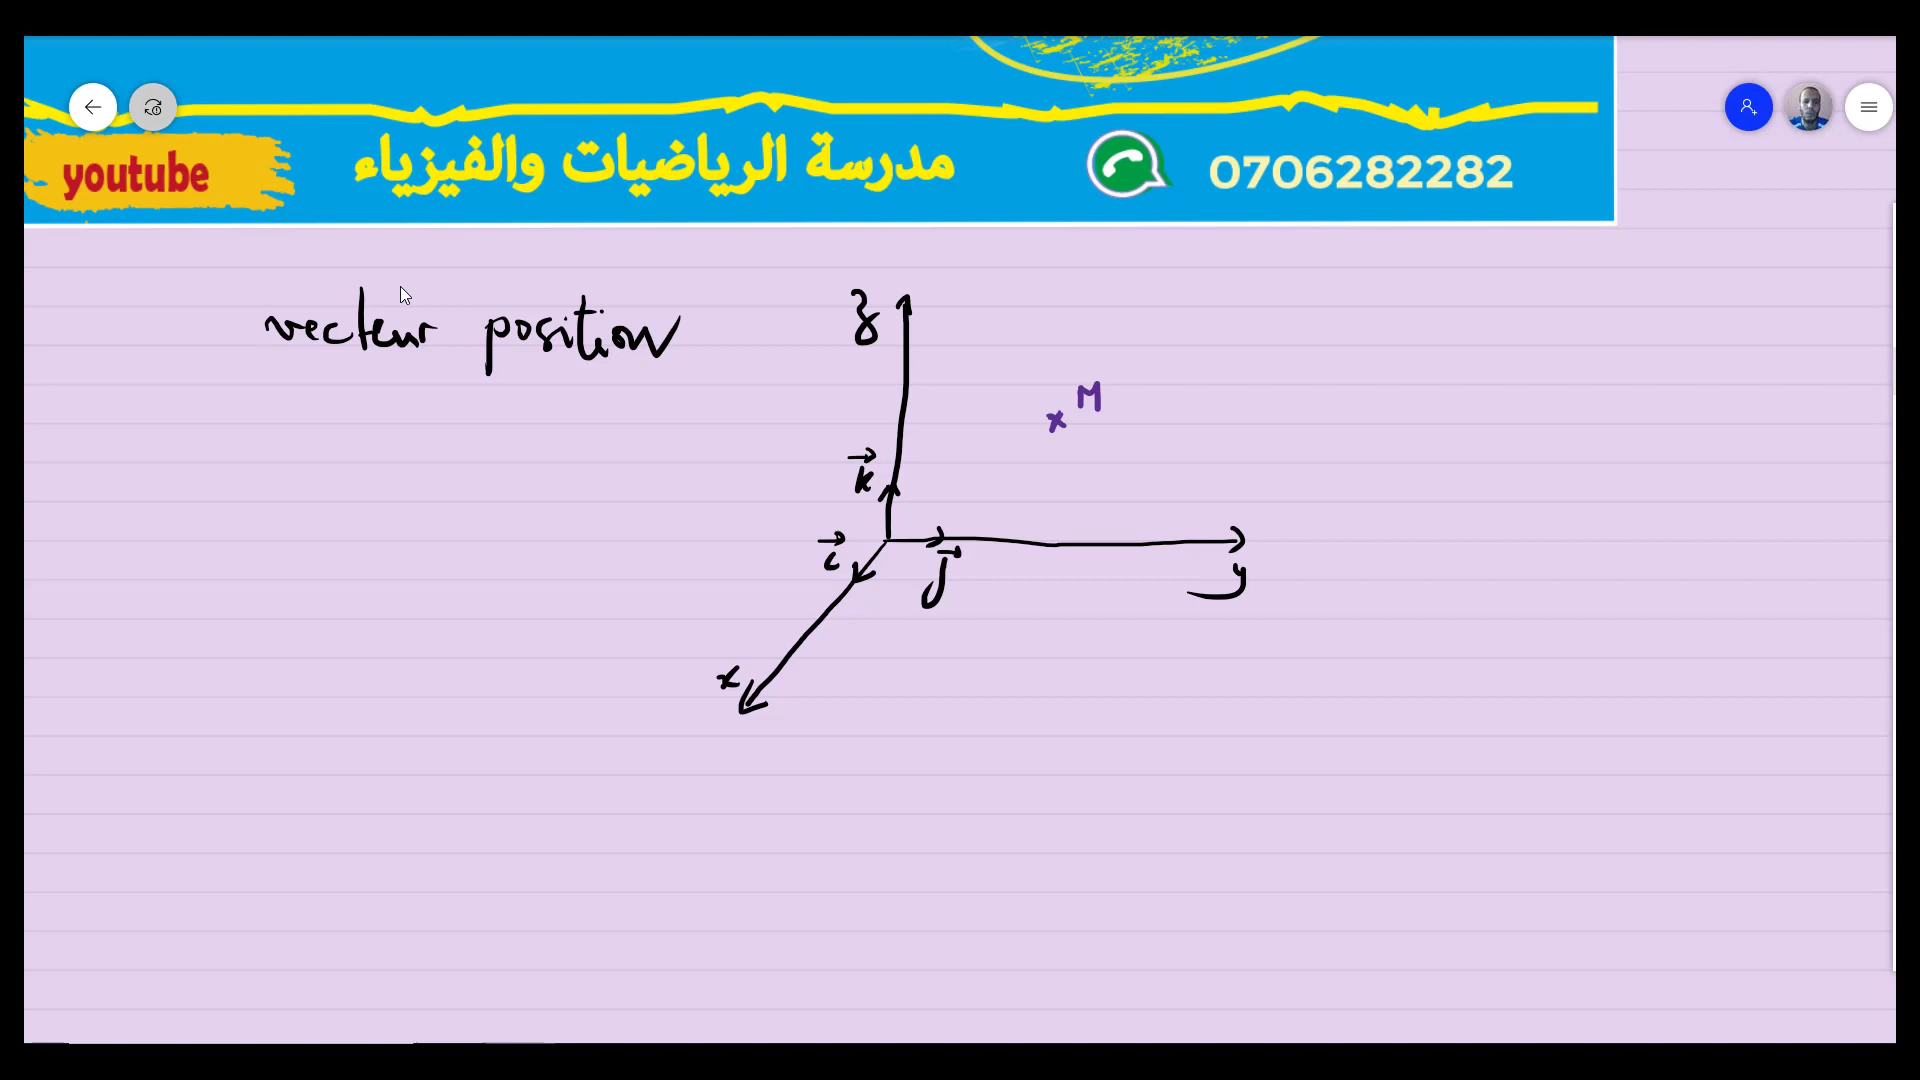 youtube
مدرسة الرياضيات والفيزياء
0706282282
vecteur position
z
M
k
i
j
y
x